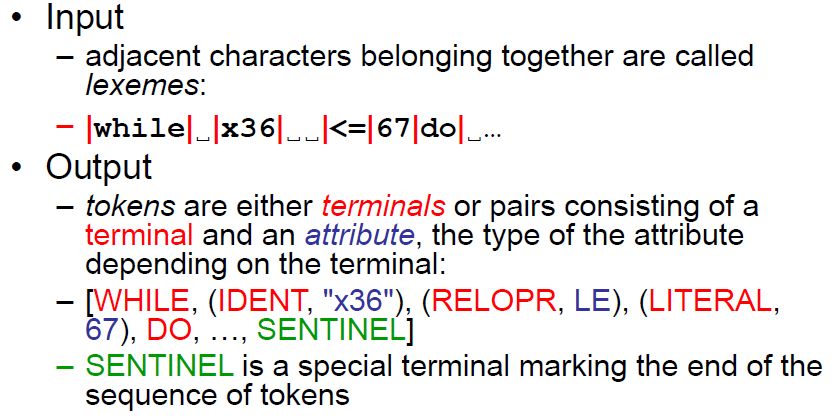 • Input
– adjacent characters belonging together are called
lexemes:
– |while|␣|x36|␣␣|<=|67|do|␣…
• Output
– tokens are either terminals or pairs consisting of a
terminal and an attribute, the type of the attribute
depending on the terminal:
– [WHILE, (IDENT, "x36"), (RELOPR, LE), (LITERAL,
67), DO, …, SENTINEL]
– SENTINEL is a special terminal marking the end of the
sequence of tokens